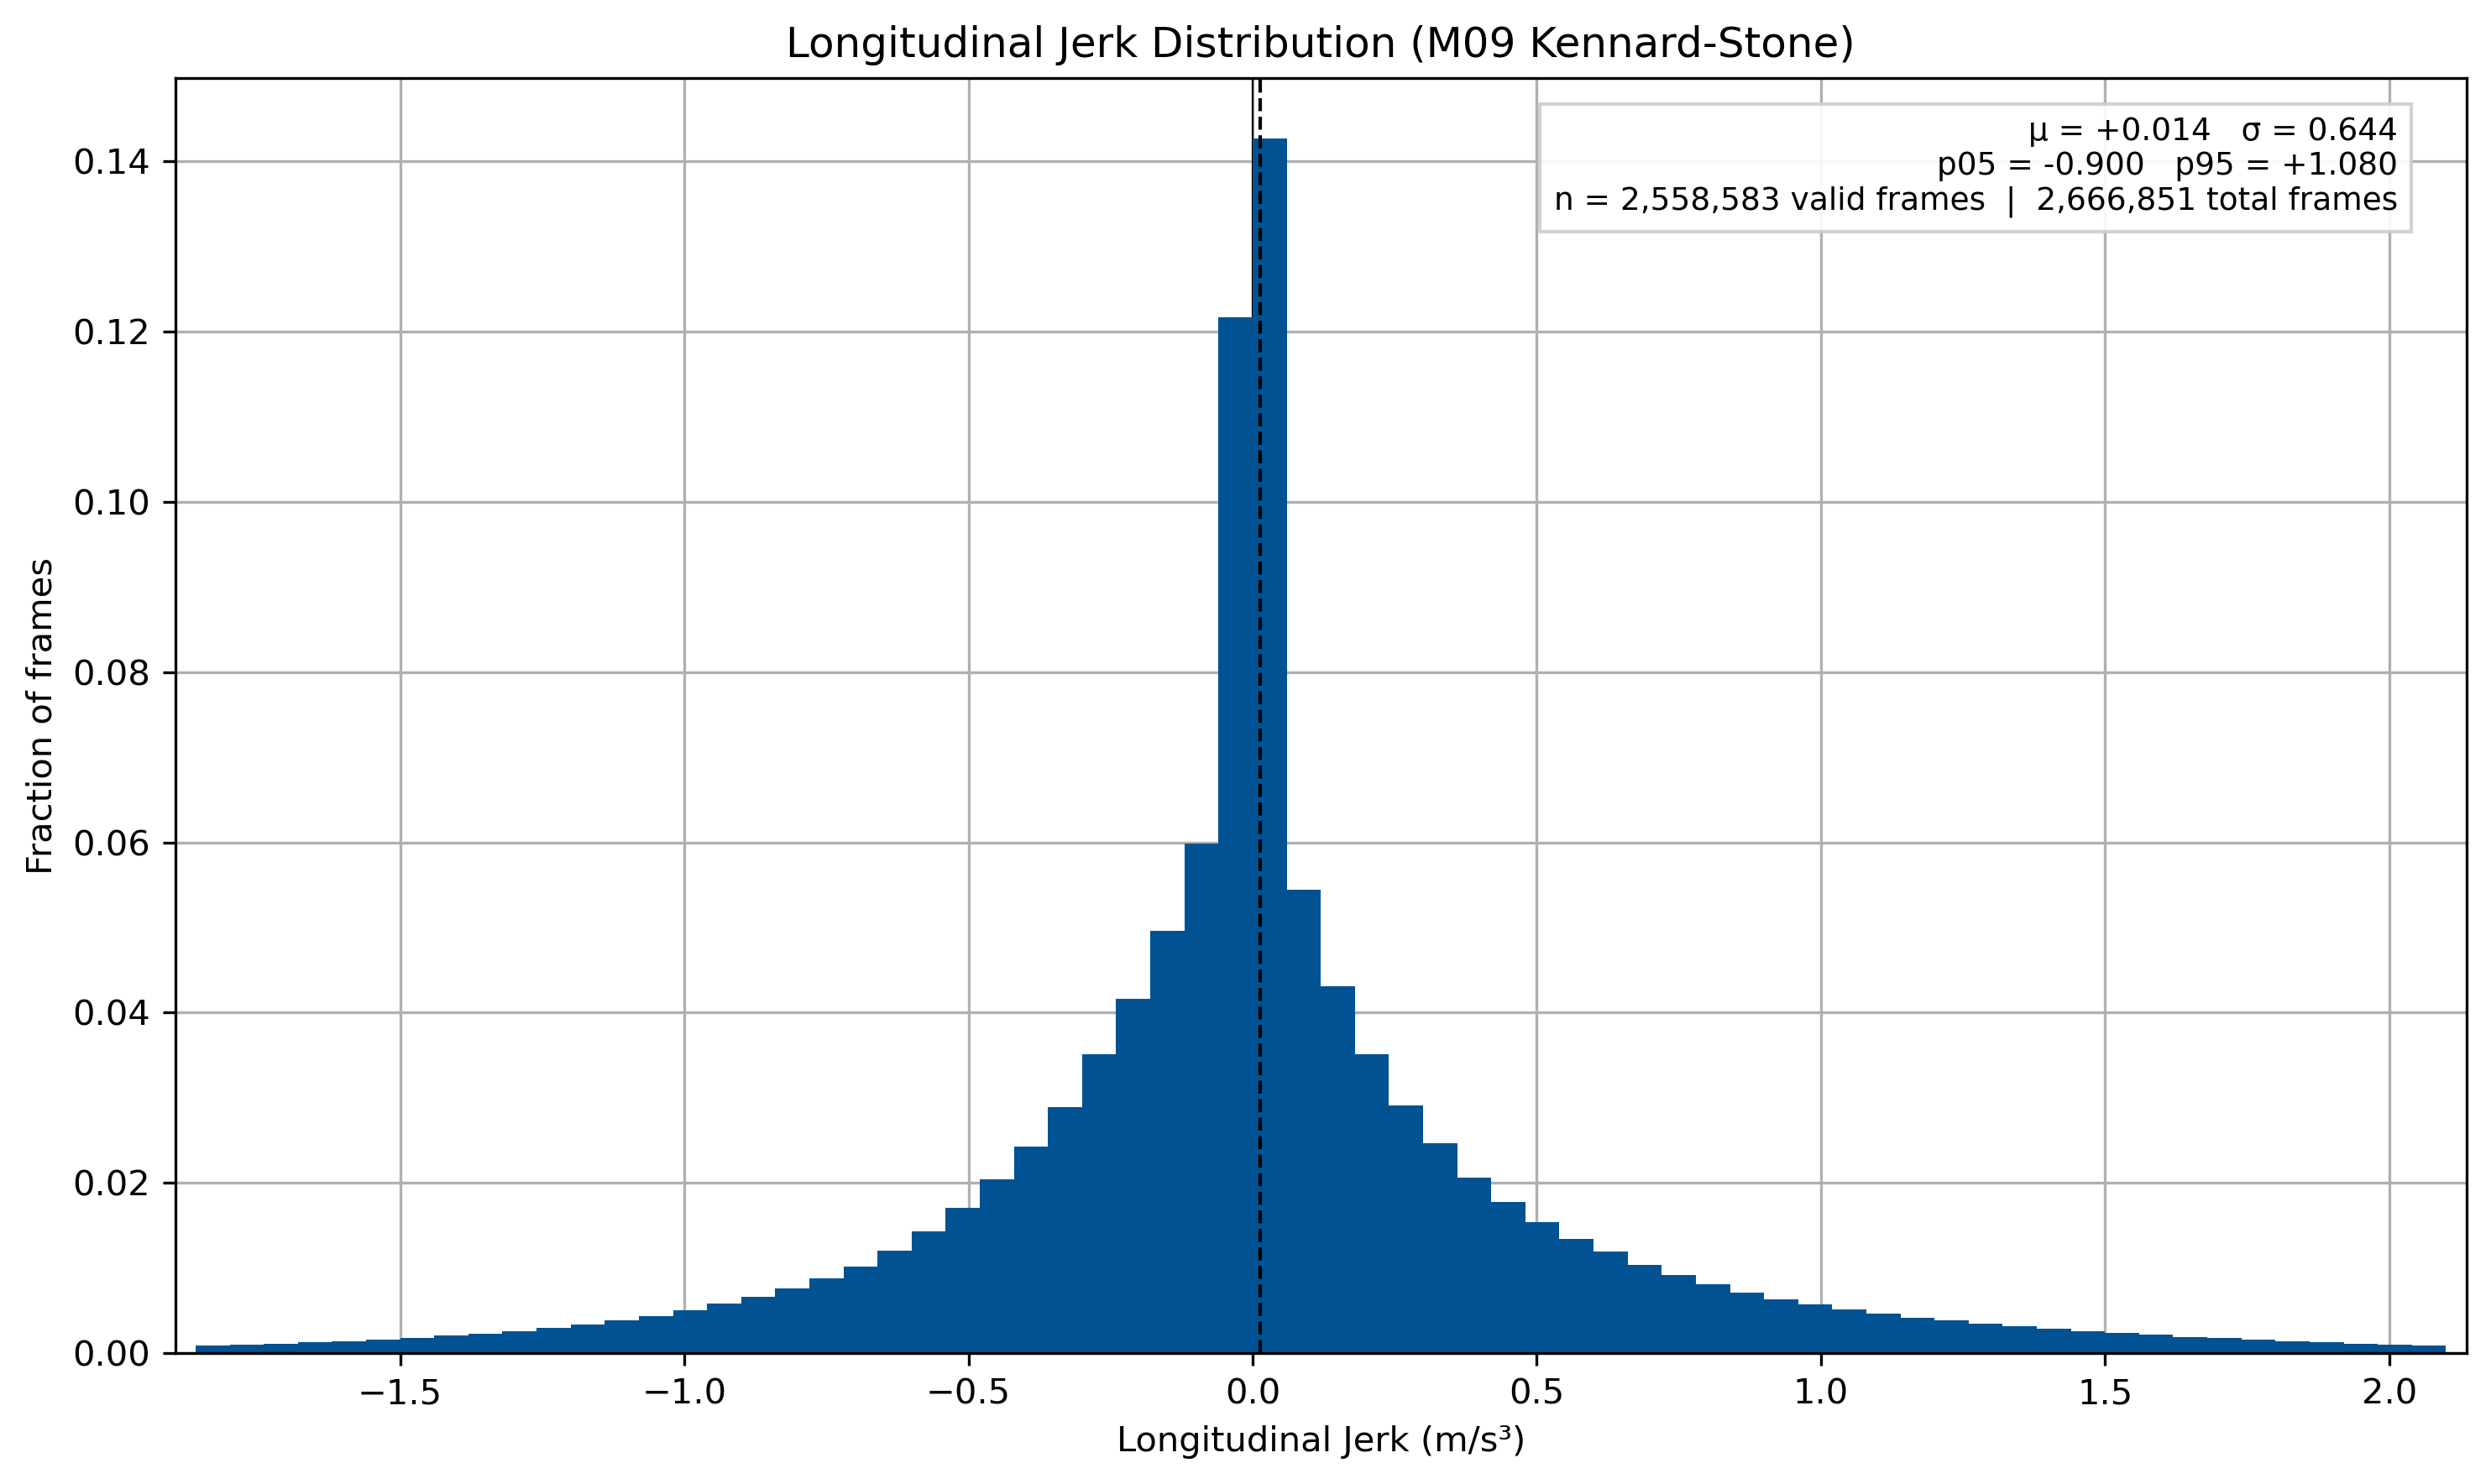 Longitudinal Jerk Distribution (M09 Kennard-Stone)
μ = +0.014   σ = 0.644
p05 = -0.900   p95 = +1.080
n = 2,558,583 valid frames  |  2,666,851 total frames
0.14
0.12
0.10
0.08
0.06
0.04
0.02
0.00
Fraction of frames
−1.5
−1.0
−0.5
0.0
0.5
1.0
1.5
2.0
Longitudinal Jerk (m/s³)